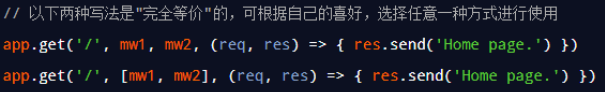 // 以下两种写法是"完全等价"的，可根据自己的喜好，选择任意一种方式进行使用
app.get('/', mw1, mw2, (req, res) => { res.send('Home page.') })
app.get('/', [mw1, mw2], (req, res) => { res.send('Home page.') })